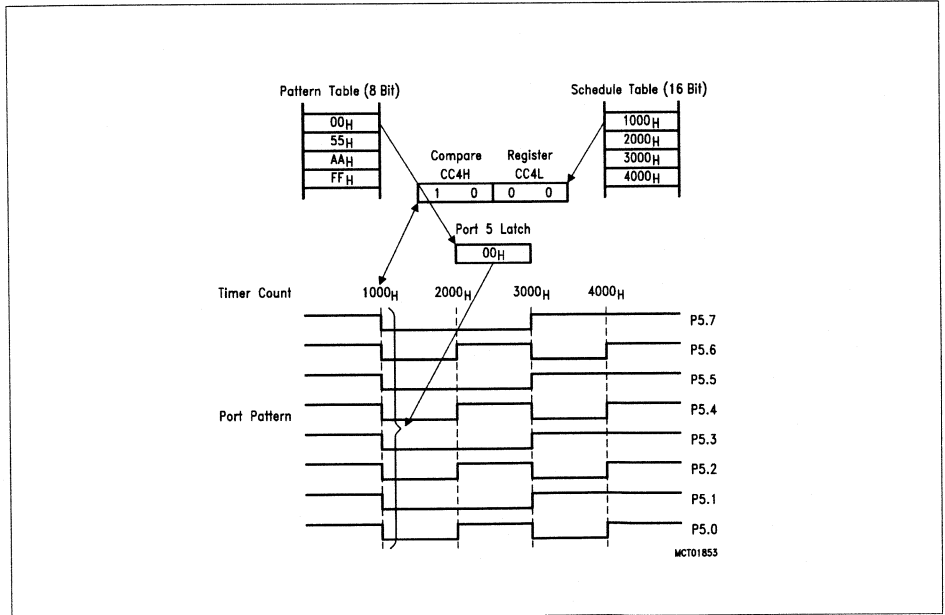 Pattern Table (8 Bit)
00H
55H
AAH
FFH
Schedule Table (16 Bit)
1000H
2000H
3000H
4000H
Compare Register
CC4H CC4L
1 0 0 0
Port 5 Latch
00H
Timer Count 1000H 2000H 3000H 4000H
P5.7
P5.6
P5.5
P5.4
Port Pattern
P5.3
P5.2
P5.1
P5.0
MCT01853